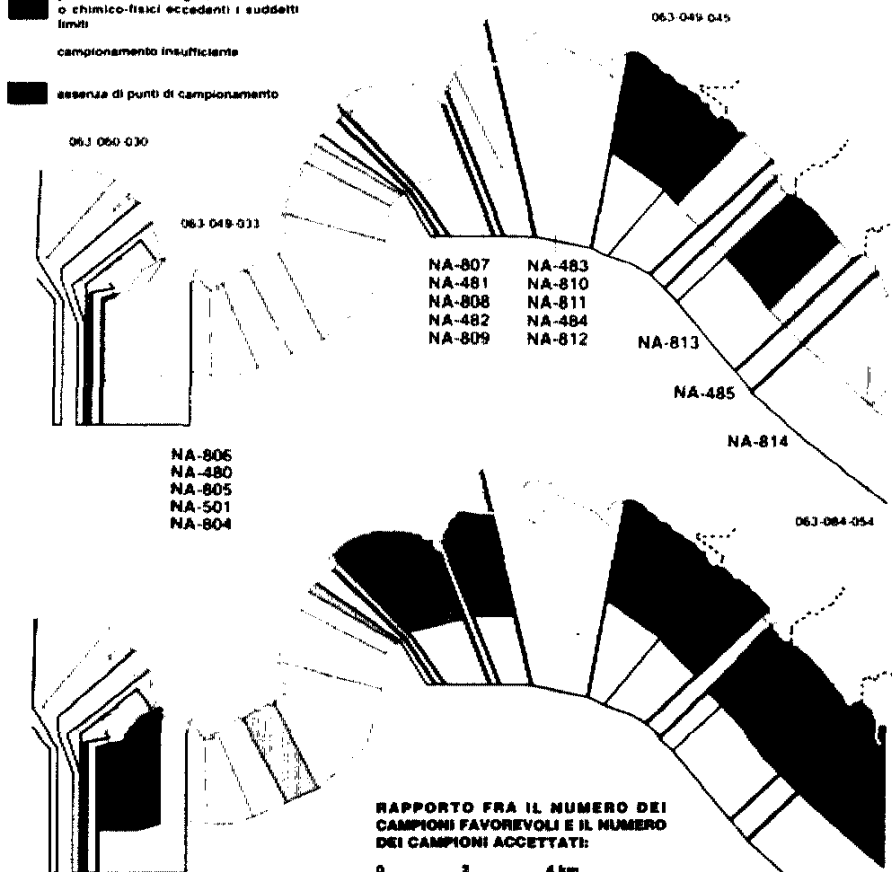 o chimico-fisici eccedenti i suddetti
limiti
campionamento insufficiente
assenza di punti di campionamento
063-049-045
063-060-030
063-049-033
NA-807 NA-483
NA-481 NA-810
NA-808 NA-811
NA-482 NA-484
NA-809 NA-812
NA-813
NA-485
NA-814
NA-806
NA-480
NA-805
NA-501
NA-804
063-084-054
RAPPORTO FRA IL NUMERO DEI
CAMPIONI FAVOREVOLI E IL NUMERO
DEI CAMPIONI ACCETTATI:
0 2 4 km